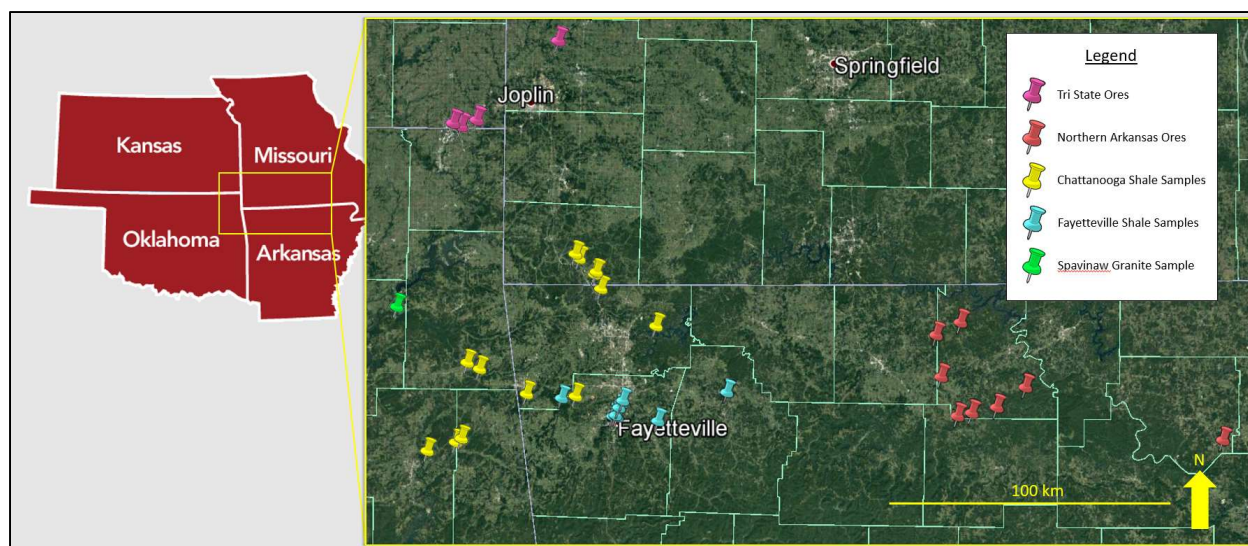 Kansas
Missouri
Oklahoma
Arkansas
Joplin
Springfield
Fayetteville
Legend
Tri State Ores
Northern Arkansas Ores
Chattanooga Shale Samples
Fayetteville Shale Samples
Spavinaw Granite Sample
N
100 km